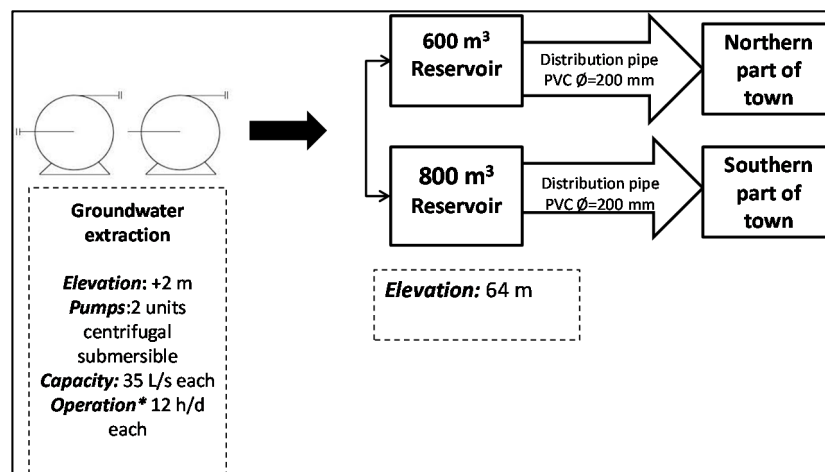 600 m³
Reservoir
Distribution pipe
PVC Ø=200 mm
Northern
part of
town
800 m³
Reservoir
Distribution pipe
PVC Ø=200 mm
Southern
part of
town
Groundwater
extraction
Elevation: +2 m
Pumps:2 units
centrifugal
submersible
Capacity: 35 L/s each
Operation* 12 h/d
each
Elevation: 64 m